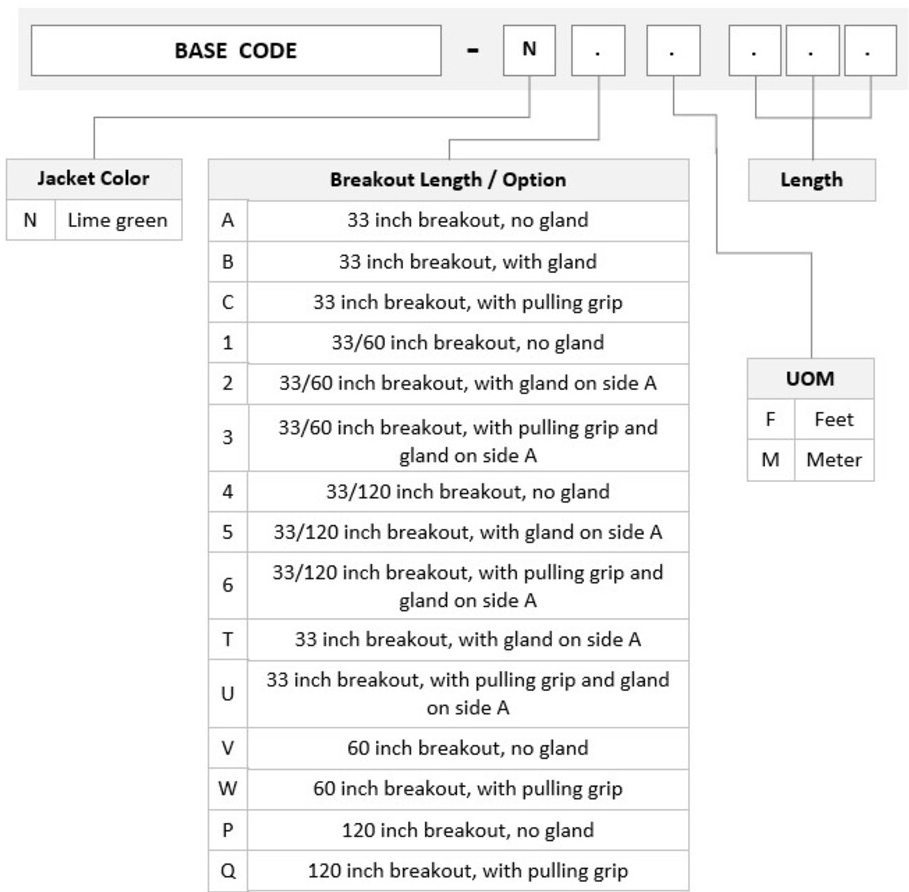 BASE CODE - N . . . . .
Jacket Color
N Lime green
Breakout Length / Option
A 33 inch breakout, no gland
B 33 inch breakout, with gland
C 33 inch breakout, with pulling grip
1 33/60 inch breakout, no gland
2 33/60 inch breakout, with gland on side A
3 33/60 inch breakout, with pulling grip and
gland on side A
4 33/120 inch breakout, no gland
5 33/120 inch breakout, with gland on side A
6 33/120 inch breakout, with pulling grip and
gland on side A
T 33 inch breakout, with gland on side A
U 33 inch breakout, with pulling grip and gland
on side A
V 60 inch breakout, no gland
W 60 inch breakout, with pulling grip
P 120 inch breakout, no gland
Q 120 inch breakout, with pulling grip
Length
UOM
F Feet
M Meter